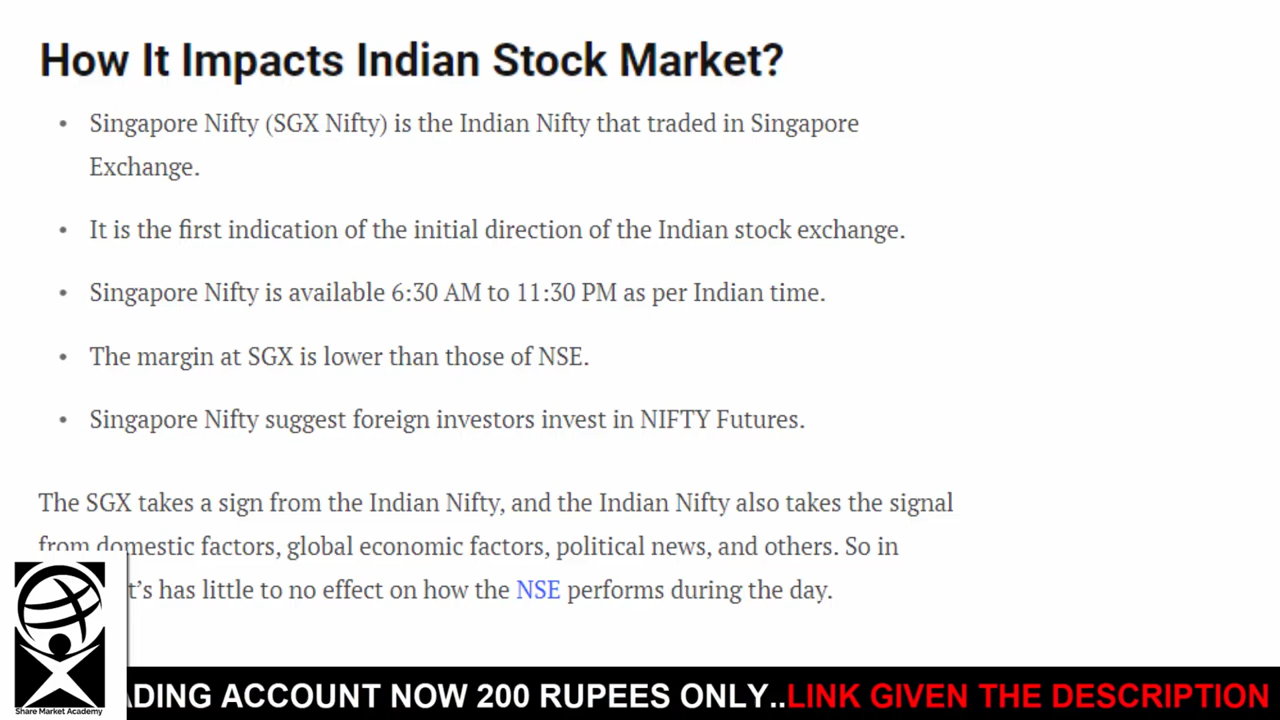 How It Impacts Indian Stock Market?
• Singapore Nifty (SGX Nifty) is the Indian Nifty that traded in Singapore
Exchange.
• It is the first indication of the initial direction of the Indian stock exchange.
• Singapore Nifty is available 6:30 AM to 11:30 PM as per Indian time.
• The margin at SGX is lower than those of NSE.
• Singapore Nifty suggest foreign investors invest in NIFTY Futures.
The SGX takes a sign from the Indian Nifty, and the Indian Nifty also takes the signal
from domestic factors, global economic factors, political news, and others. So in
t’s has little to no effect on how the NSE performs during the day.
Share Market Academy
ADING ACCOUNT NOW 200 RUPEES ONLY..LINK GIVEN THE DESCRIPTION